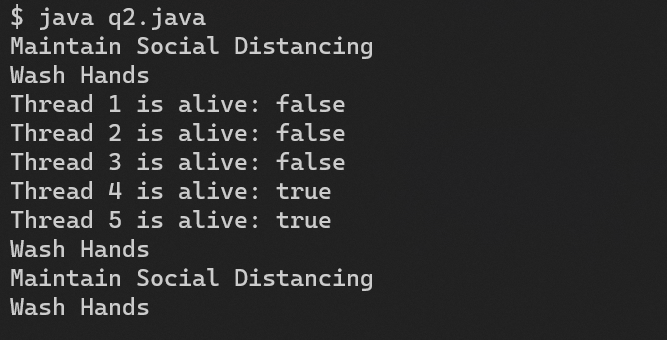 $ java q2.java
Maintain Social Distancing
Wash Hands
Thread 1 is alive: false
Thread 2 is alive: false
Thread 3 is alive: false
Thread 4 is alive: true
Thread 5 is alive: true
Wash Hands
Maintain Social Distancing
Wash Hands